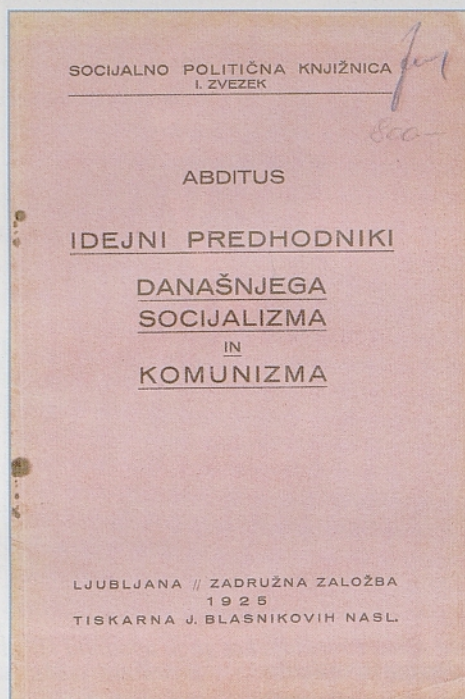 SOCIJALNO POLITIČNA KNJIŽNICA
I. ZVEZEK
ABDITUS
IDEJNI PREDHODNIKI
DANAŠNJEGA
SOCIJALIZMA
IN
KOMUNIZMA
LJUBLJANA // ZADRUŽNA ZALOŽBA
1925
TISKARNA J. BLASNIKOVIH NASL.